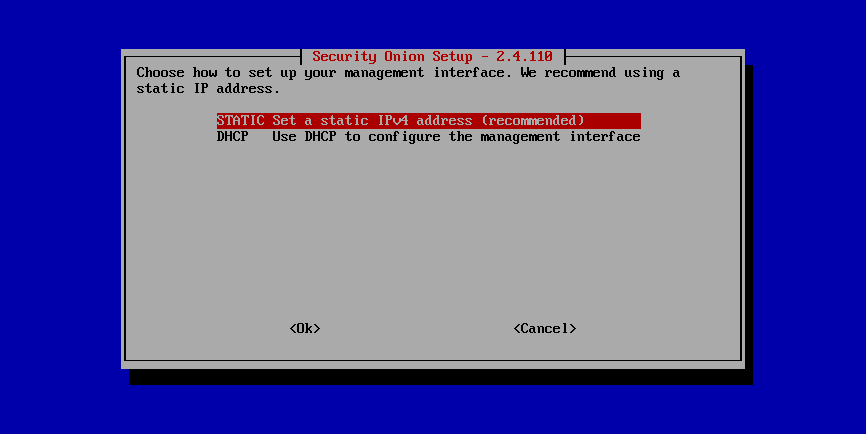 Security Onion Setup - 2.4.110
Choose how to set up your management interface. We recommend using a
static IP address.
STATIC Set a static IPv4 address (recommended)
DHCP   Use DHCP to configure the management interface
<Ok>
<Cancel>